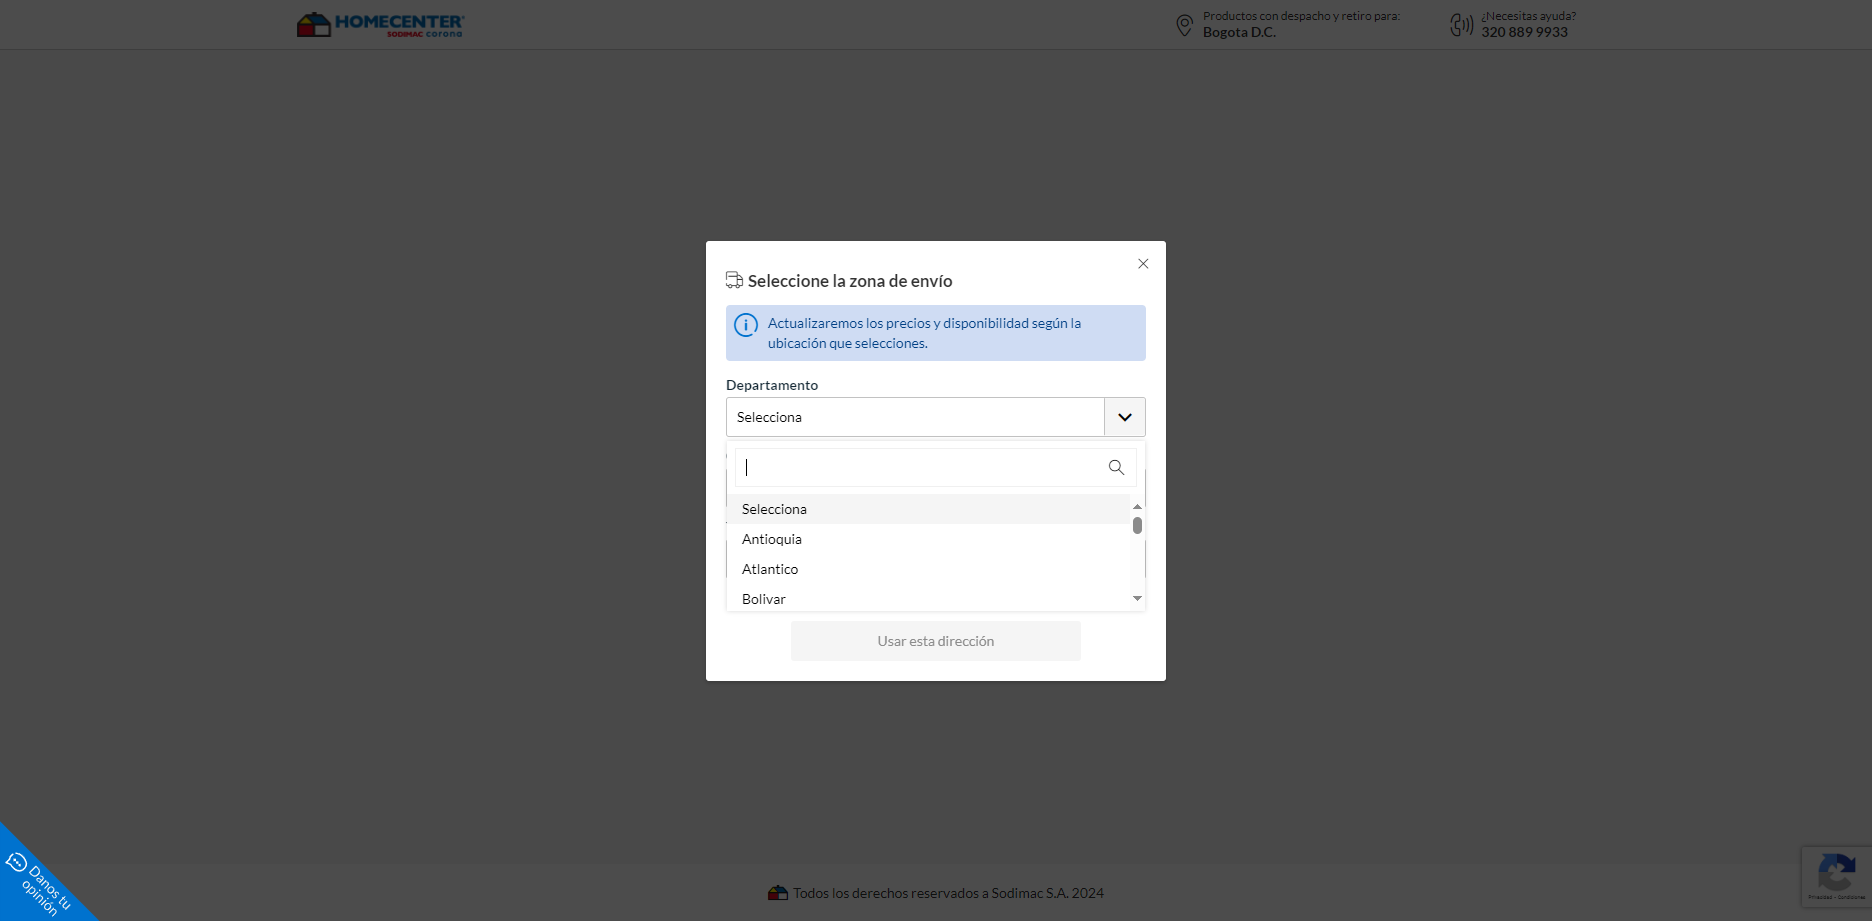 HOMECENTER
SODIMAC corona
Productos con despacho y retiro para:
Bogota D.C.
¿Necesitas ayuda?
320 889 9933
Seleccione la zona de envío
Actualizaremos los precios y disponibilidad según la
ubicación que selecciones.
Departamento
Selecciona
Selecciona
Antioquia
Atlantico
Bolivar
Usar esta dirección
Danos tu
opinión
Todos los derechos reservados a Sodimac S.A. 2024
Privacidad - Condiciones